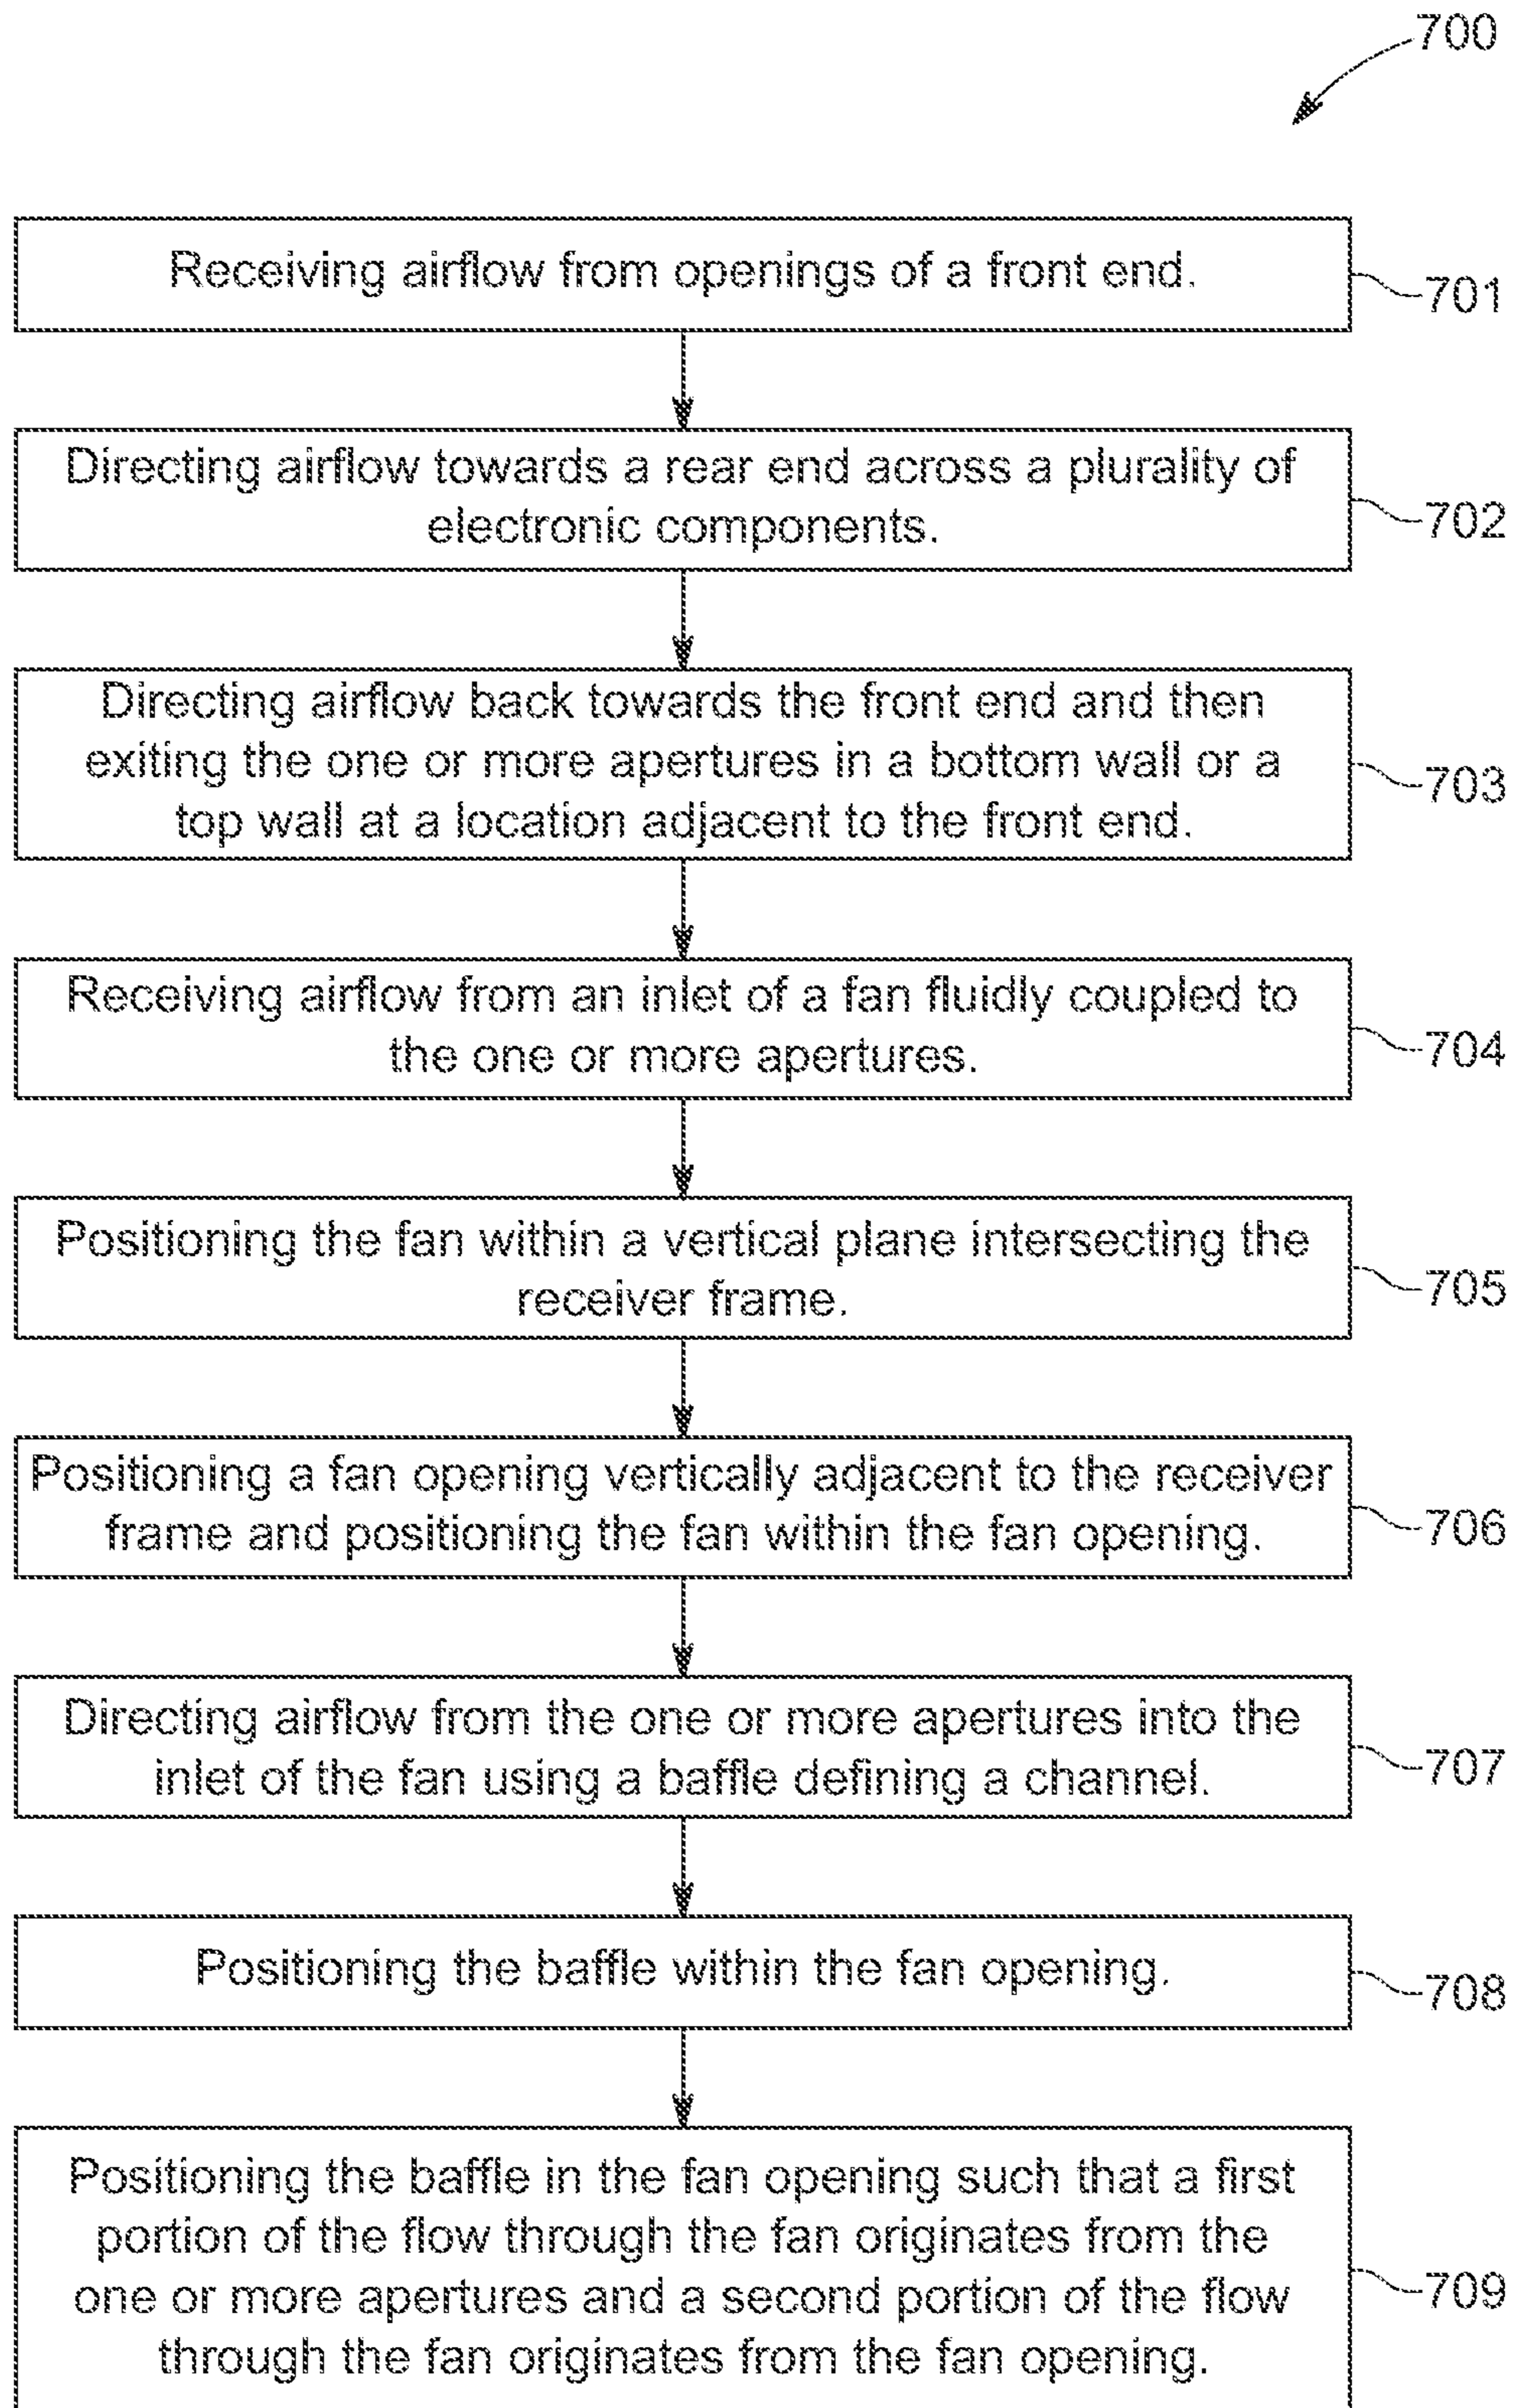 700
Receiving airflow from openings of a front end.
701
Directing airflow towards a rear end across a plurality of
electronic components.
702
Directing airflow back towards the front end and then
exiting the one or more apertures in a bottom wall or a
top wall at a location adjacent to the front end.
703
Receiving airflow from an inlet of a fan fluidly coupled to
the one or more apertures.
704
Positioning the fan within a vertical plane intersecting the
receiver frame.
705
Positioning a fan opening vertically adjacent to the receiver
frame and positioning the fan within the fan opening.
706
Directing airflow from the one or more apertures into the
inlet of the fan using a baffle defining a channel.
707
Positioning the baffle within the fan opening.
708
Positioning the baffle in the fan opening such that a first
portion of the flow through the fan originates from the
one or more apertures and a second portion of the flow
through the fan originates from the fan opening.
709